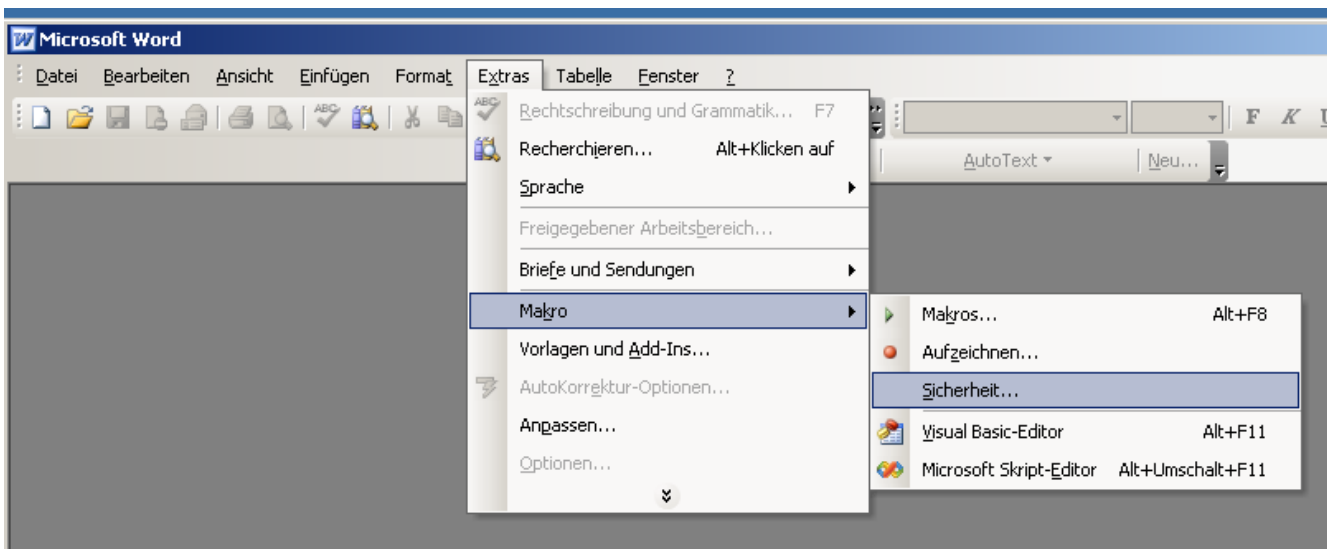 Microsoft Word
Datei Bearbeiten Ansicht Einfügen Format Extras Tabelle Fenster ?
ABC ABC F K U
Rechtschreibung und Grammatik... F7
Recherchieren... Alt+Klicken auf
AutoText Neu...
Sprache
Freigegebener Arbeitsbereich...
Briefe und Sendungen
Makro
Makros... Alt+F8
Vorlagen und Add-Ins...
Aufzeichnen...
AutoKorrektur-Optionen...
Sicherheit...
Anpassen...
Visual Basic-Editor Alt+F11
Optionen...
Microsoft Skript-Editor Alt+Umschalt+F11